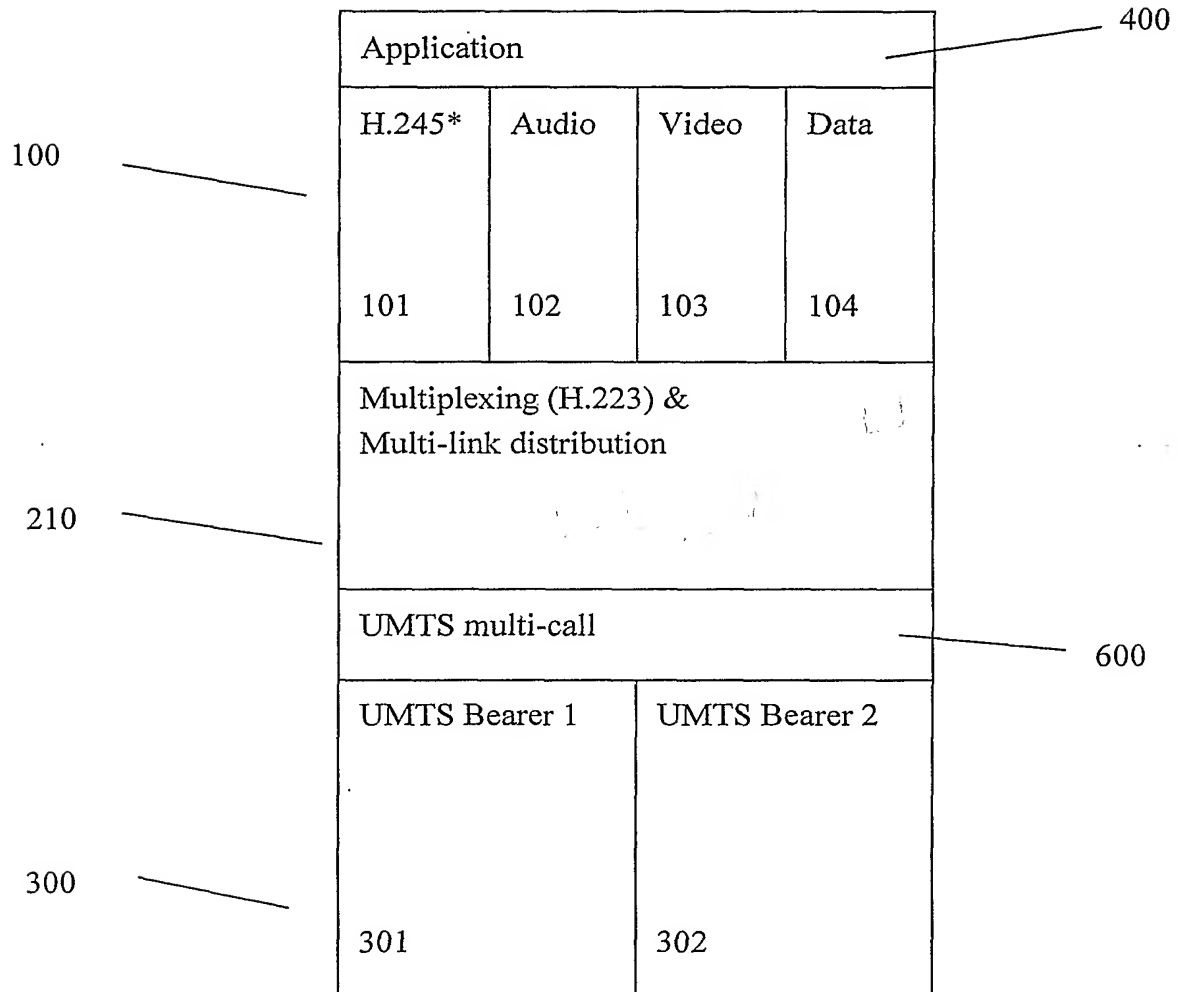 400
Application
H.245* Audio Video Data
100
101 102 103 104
Multiplexing (H.223) &
Multi-link distribution
210
UMTS multi-call
600
UMTS Bearer 1 UMTS Bearer 2
300
301 302